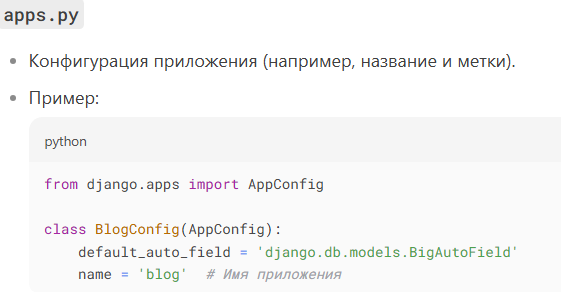 apps.py
Конфигурация приложения (например, название и метки).
Пример:
python
from django.apps import AppConfig
class BlogConfig(AppConfig):
default_auto_field = 'django.db.models.BigAutoField'
name = 'blog'  # Имя приложения